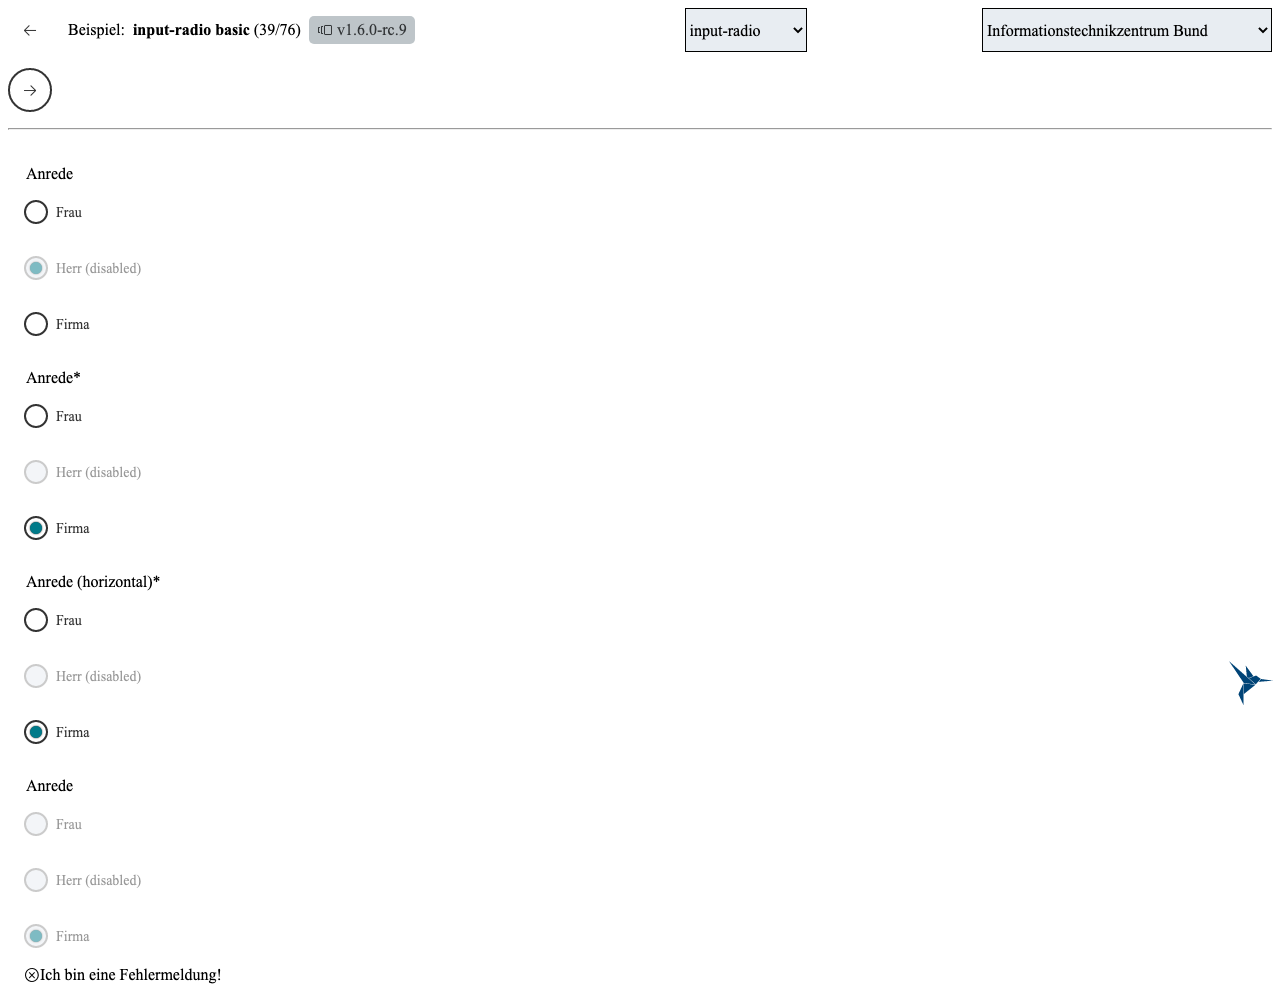 Beispiel: input-radio basic (39/76) v1.6.0-rc.9 input-radio Informationstechnikzentrum Bund
Anrede
Frau
Herr (disabled)
Firma
Anrede*
Frau
Herr (disabled)
Firma
Anrede (horizontal)*
Frau
Herr (disabled)
Firma
Anrede
Frau
Herr (disabled)
Firma
Ich bin eine Fehlermeldung!